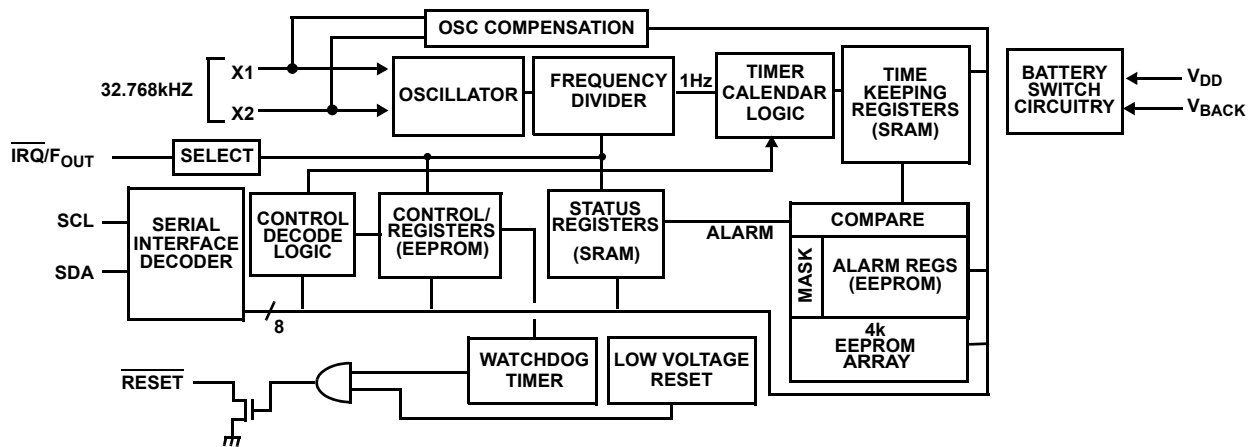 OSC COMPENSATION
32.768kHZ
X1
X2
OSCILLATOR
FREQUENCY
DIVIDER
1Hz
TIMER
CALENDAR
LOGIC
TIME
KEEPING
REGISTERS
(SRAM)
BATTERY
SWITCH
CIRCUITRY
VDD
VBACK
IRQ/FOUT
SELECT
SCL
SDA
SERIAL
INTERFACE
DECODER
CONTROL
DECODE
LOGIC
CONTROL/
REGISTERS
(EEPROM)
STATUS
REGISTERS
(SRAM)
ALARM
COMPARE
MASK
ALARM REGS
(EEPROM)
4k
EEPROM
ARRAY
8
WATCHDOG
TIMER
LOW VOLTAGE
RESET
RESET